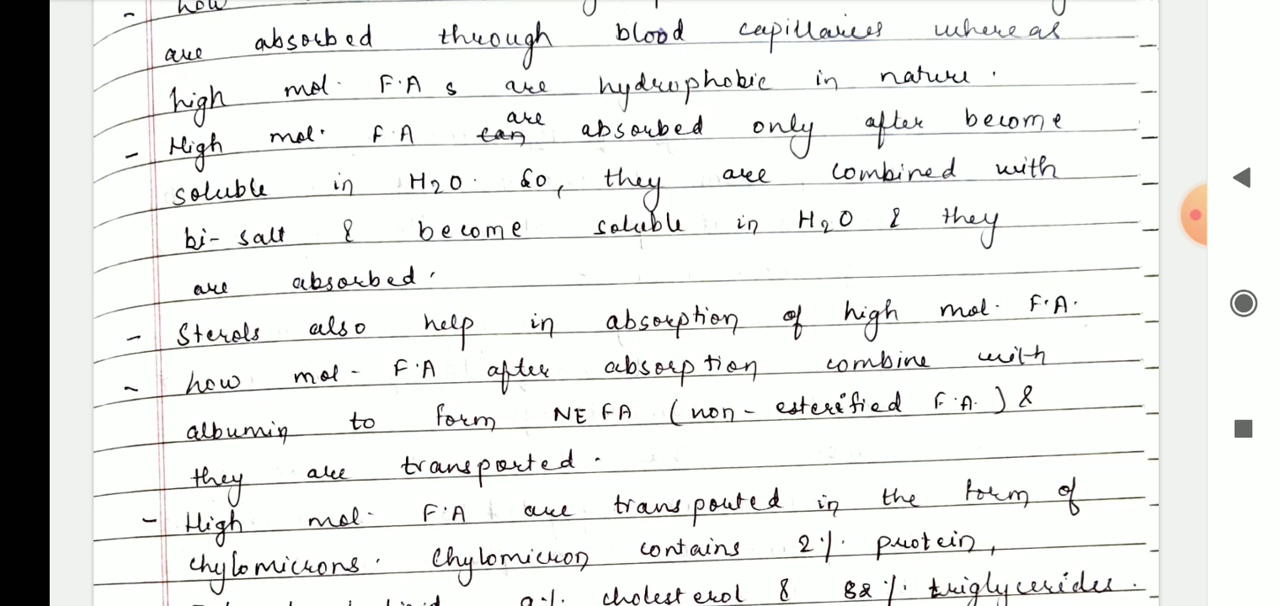 - how
are absorbed through blood capillaries whereas
high mol. F.A s are hydrophobic in nature.
- High mol. F.A can are absorbed only after become
soluble in H2O. So, they are combined with
bi-salt & become soluble in H2O & they
are absorbed.
- Sterols also help in absorption of high mol. F.A.
- how mol- F.A after absorption combine with
albumin to form NEFA (non-esterified F.A.) &
they are transported.
- High mol- F.A are transported in the form of
chylomicrons. Chylomicron contains 2%. protein,
cholesterol & 82%. triglycerides.